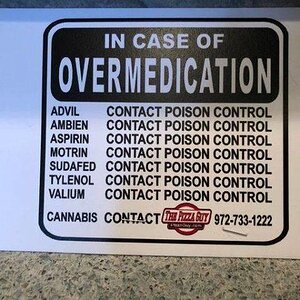 IN CASE OF
OVERMEDICATION
ADVIL CONTACT POISON CONTROL
AMBIEN CONTACT POISON CONTROL
ASPIRIN CONTACT POISON CONTROL
MOTRIN CONTACT POISON CONTROL
SUDAFED CONTACT POISON CONTROL
TYLENOL CONTACT POISON CONTROL
VALIUM CONTACT POISON CONTROL
CANNABIS CONTACT THE PIZZA GUY 972-733-1222